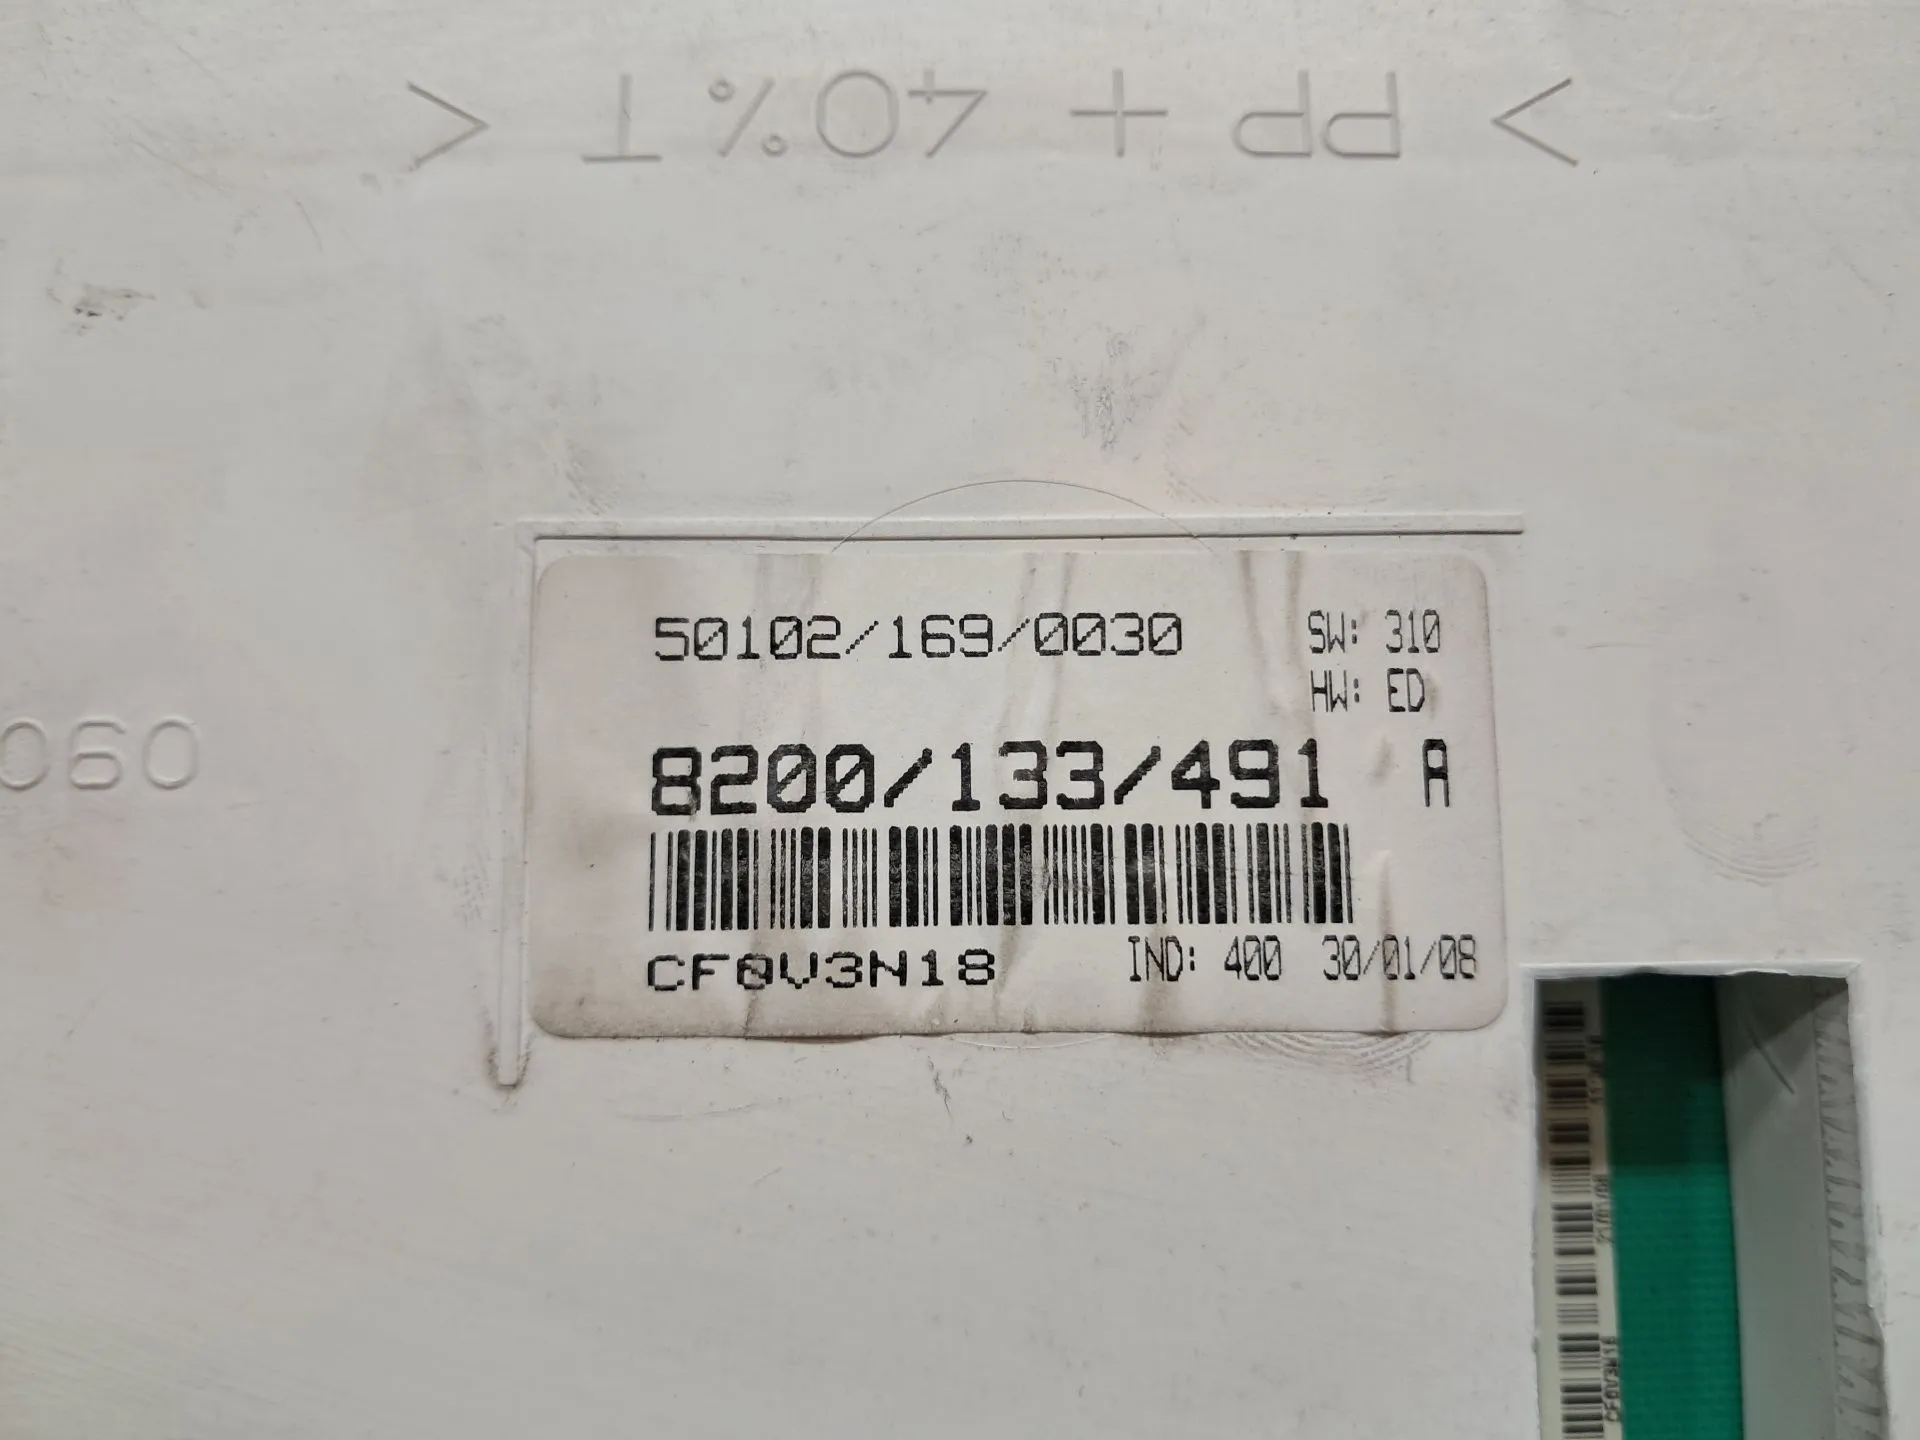 > PP + 40%T <
50102/169/0030 SW: 310
HW: ED
060
8200/133/491 A
CF0V3N18 IND: 400 30/01/08